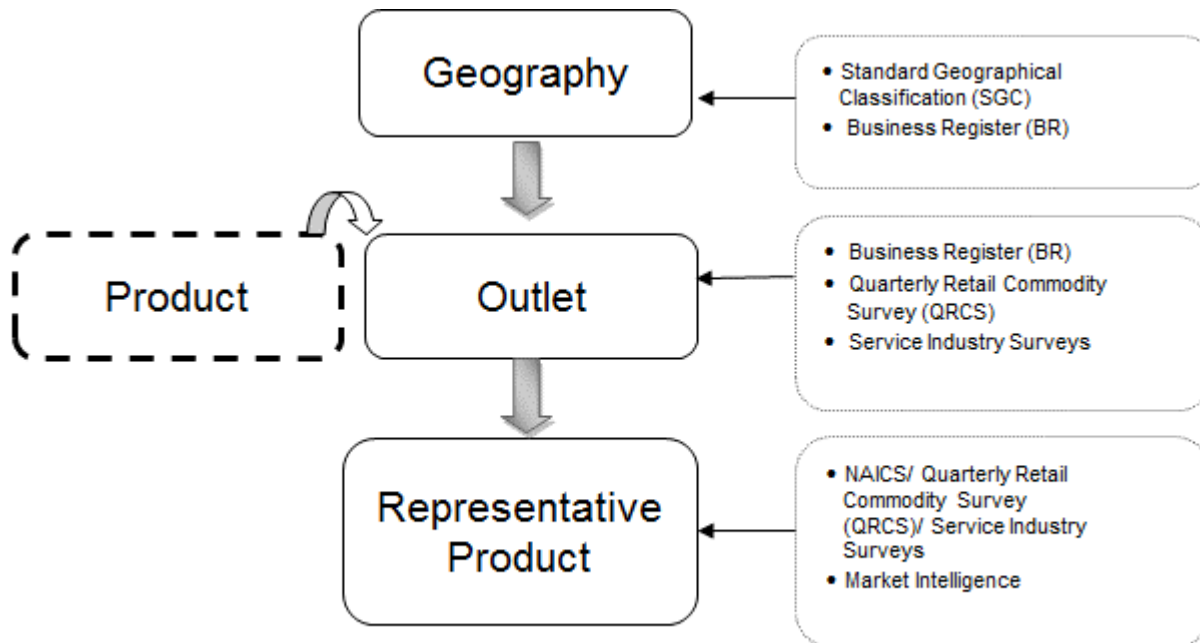 Geography
• Standard Geographical
Classification (SGC)
• Business Register (BR)
Product
Outlet
• Business Register (BR)
• Quarterly Retail Commodity
Survey (QRCS)
• Service Industry Surveys
Representative
Product
• NAICS/ Quarterly Retail
Commodity Survey
(QRCS)/ Service Industry
Surveys
• Market Intelligence